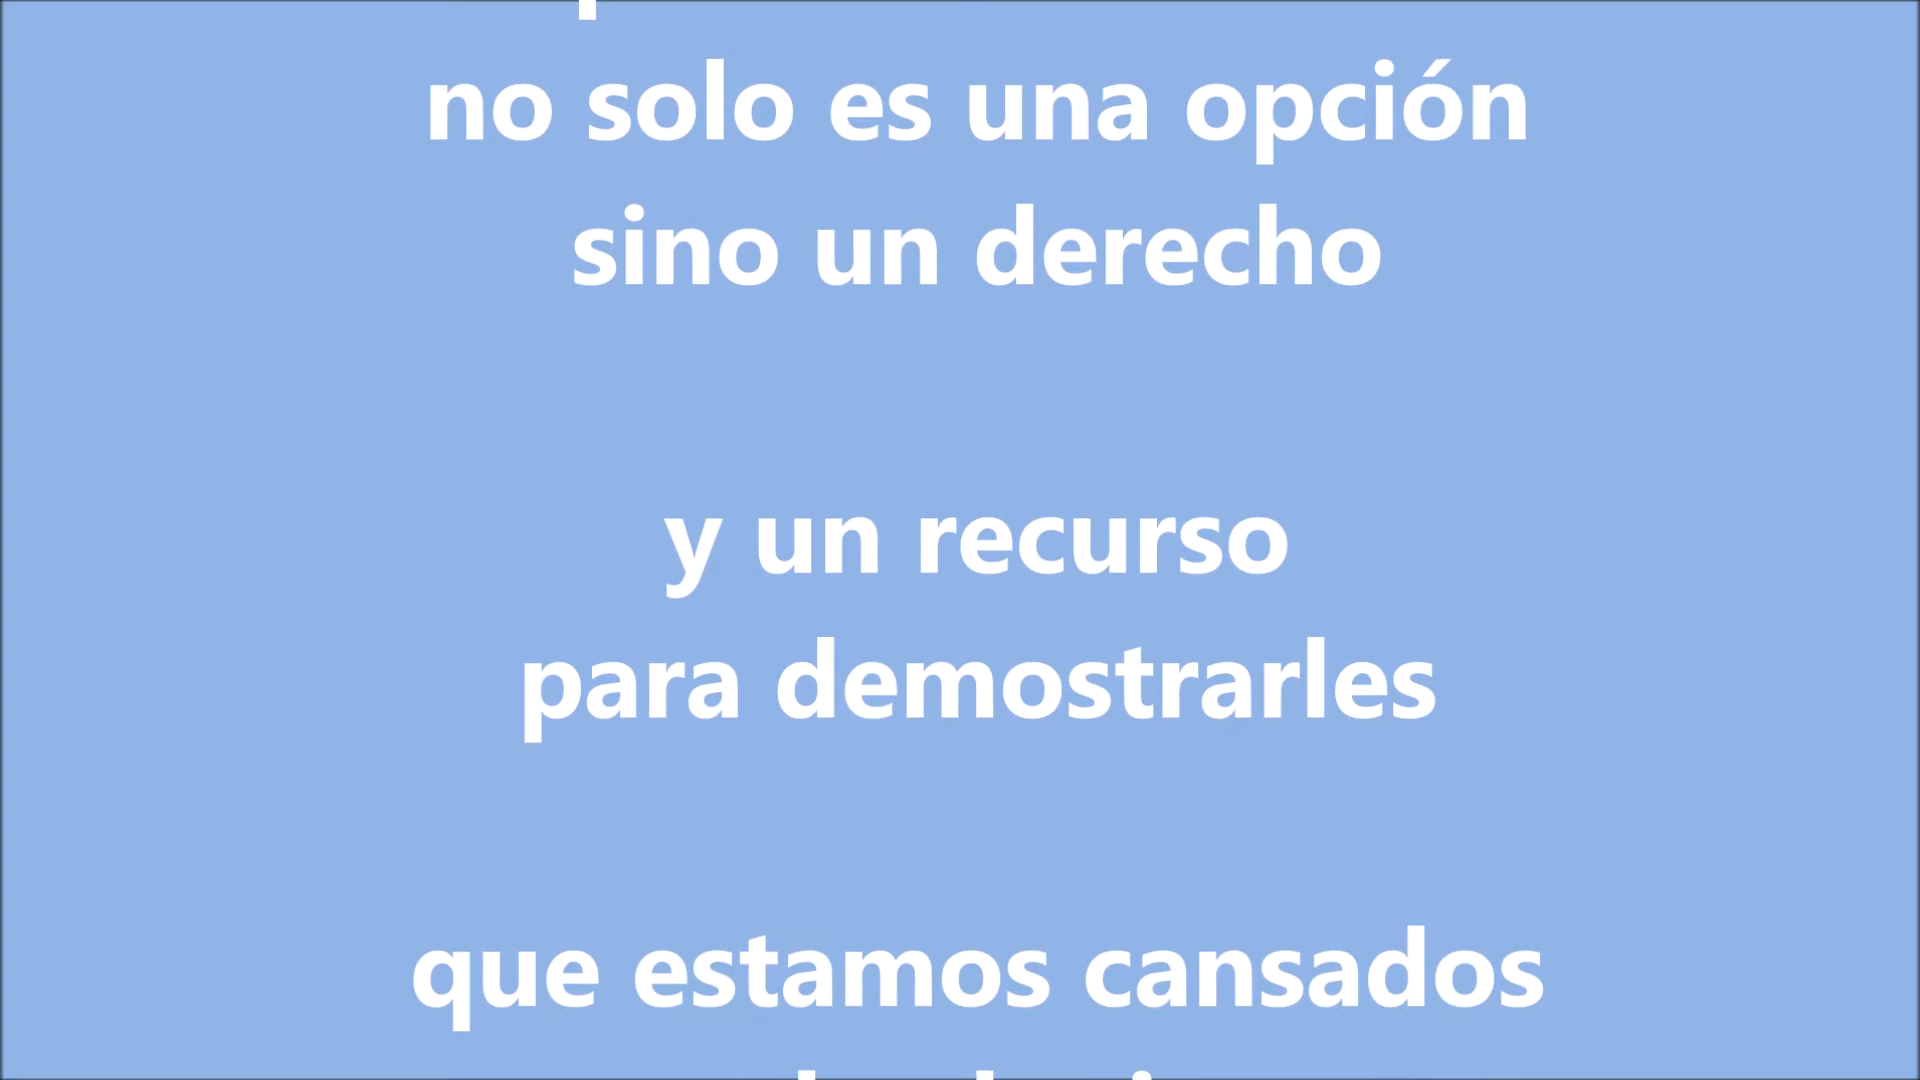 no solo es una opción
sino un derecho
y un recurso
para demostrarles
que estamos cansados